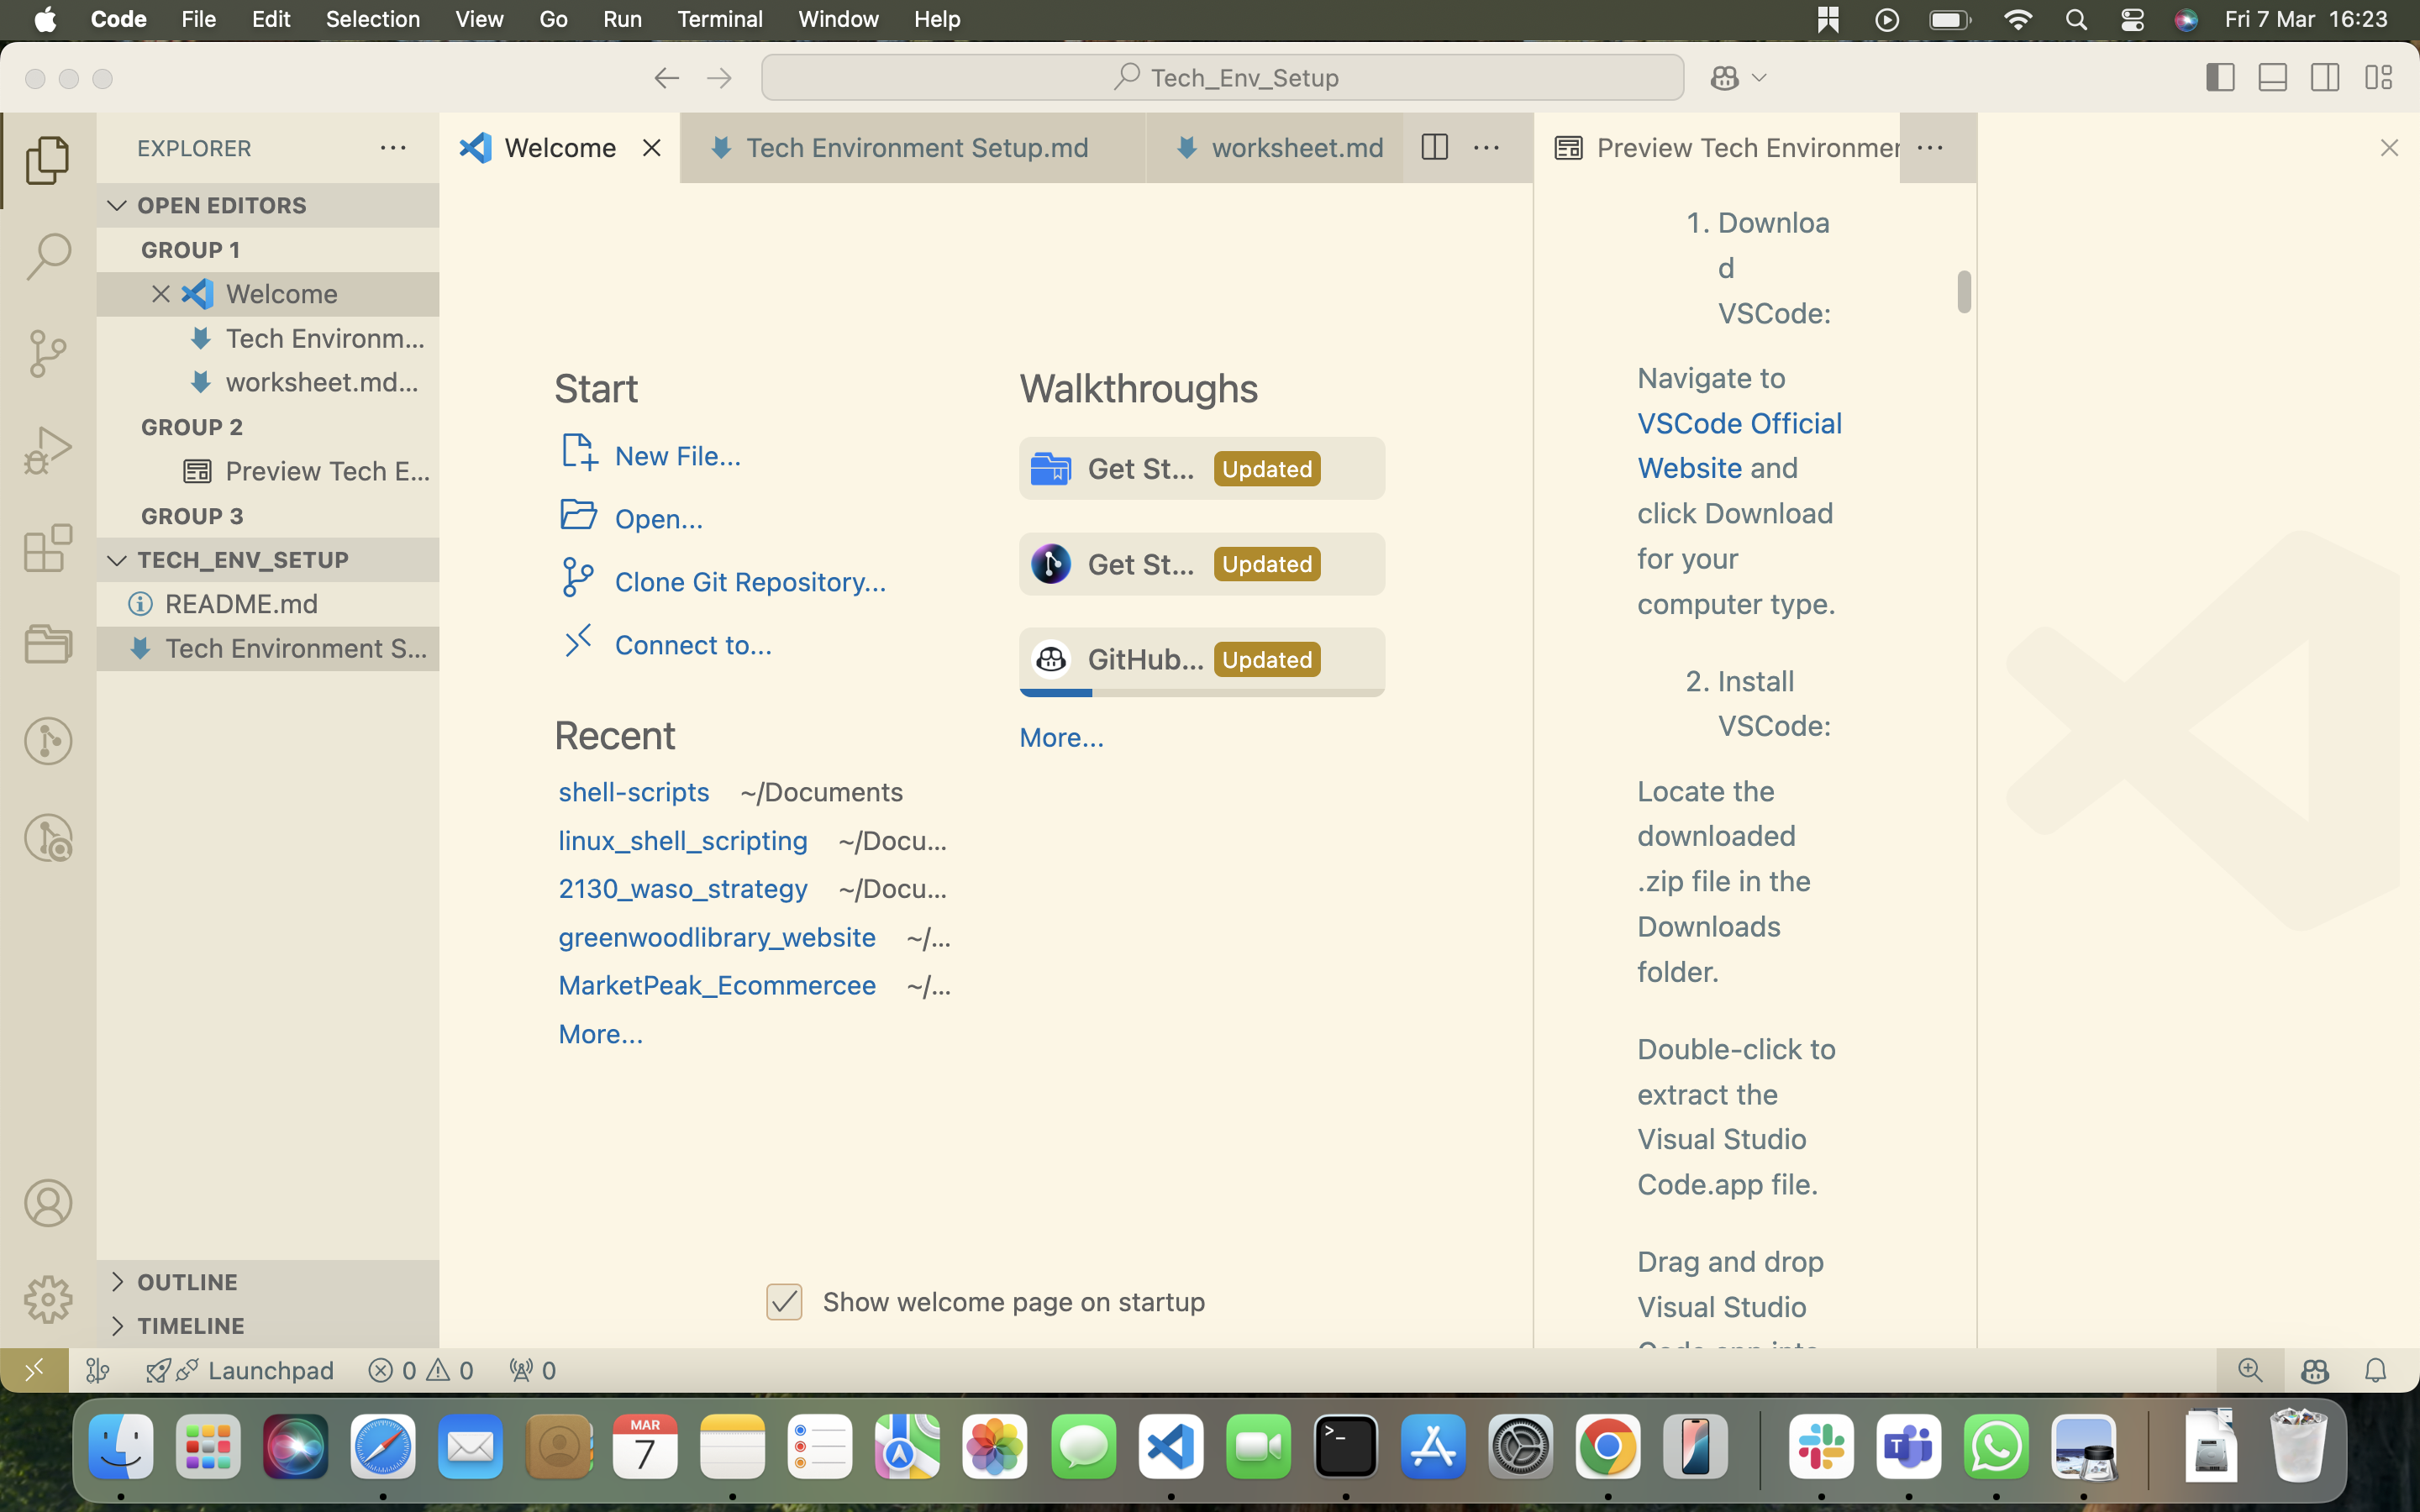 Code File Edit Selection View Go Run Terminal Window Help Fri 7 Mar 16:23
Tech_Env_Setup
EXPLORER
OPEN EDITORS
GROUP 1
Welcome
Tech Environm...
worksheet.md...
GROUP 2
Preview Tech E...
GROUP 3
TECH_ENV_SETUP
README.md
Tech Environment S...
OUTLINE
TIMELINE
Welcome Tech Environment Setup.md worksheet.md
Start
New File...
Open...
Clone Git Repository...
Connect to...
Recent
shell-scripts ~/Documents
linux_shell_scripting ~/Docu...
2130_waso_strategy ~/Docu...
greenwoodlibrary_website ~/...
MarketPeak_Ecommercee ~/...
More...
Walkthroughs
Get St... Updated
Get St... Updated
GitHub... Updated
More...
Show welcome page on startup
Preview Tech Environmen
1. Downloa
d
VSCode:
Navigate to
VSCode Official
Website and
click Download
for your
computer type.
2. Install
VSCode:
Locate the
downloaded
.zip file in the
Downloads
folder.
Double-click to
extract the
Visual Studio
Code.app file.
Drag and drop
Visual Studio
Code.app into
Launchpad 0 0 0
MAR
7